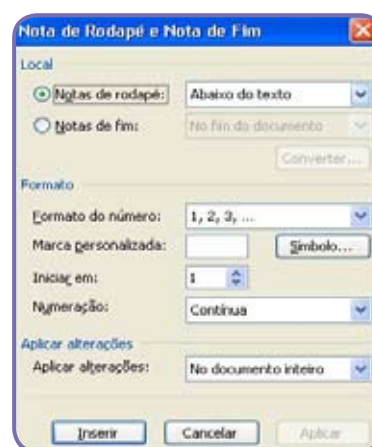 Nota de Rodapé e Nota de Fim
Local
Notas de rodapé: Abaixo do texto
Notas de fim: No fim do documento
Converter...
Formato
Formato do número: 1, 2, 3, ...
Marca personalizada: Símbolo...
Iniciar em: 1
Numeração: Contínua
Aplicar alterações
Aplicar alterações: No documento inteiro
Inserir Cancelar Aplicar